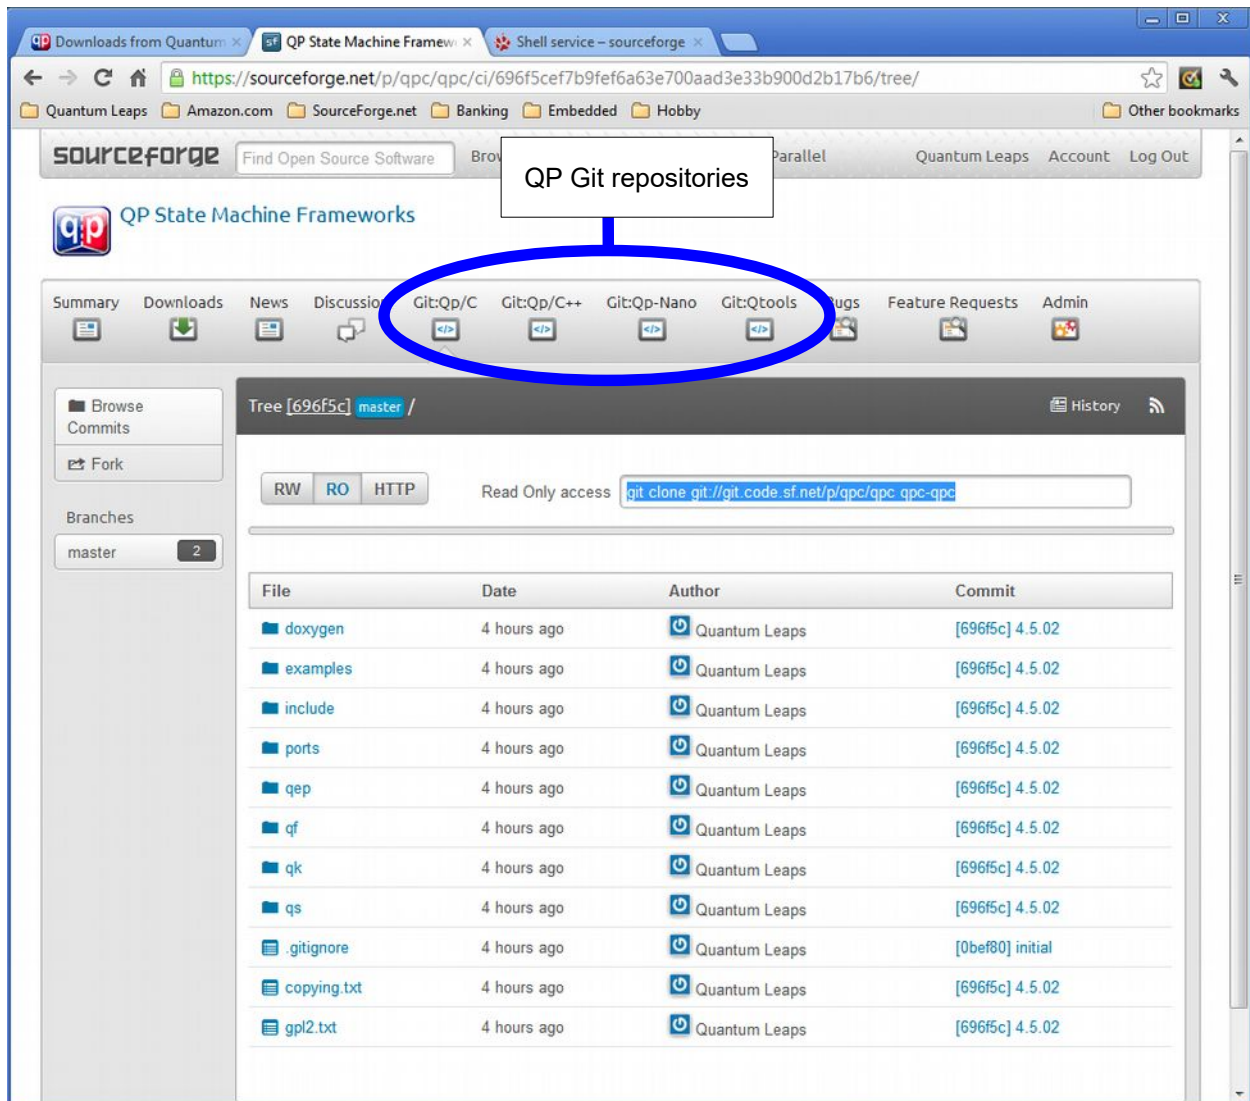 Downloads from Quantum
QP State Machine Framew
Shell service – sourceforge
https://sourceforge.net/p/qpc/qpc/ci/696f5cef7b9fef6a63e700aad3e33b900d2b17b6/tree/
Quantum Leaps Amazon.com SourceForge.net Banking Embedded Hobby Other bookmarks
sourceforge Find Open Source Software Parallel Quantum Leaps Account Log Out
QP Git repositories
QP State Machine Frameworks
Summary Downloads News Discussion Git:Qp/C Git:Qp/C++ Git:Qp-Nano Git:Qtools Bugs Feature Requests Admin
Browse
Commits
Fork
Branches
master 2
Tree [696f5c] master / History
RW RO HTTP Read Only access git clone git://git.code.sf.net/p/qpc/qpc qpc-qpc
File Date Author Commit
doxygen 4 hours ago Quantum Leaps [696f5c] 4.5.02
examples 4 hours ago Quantum Leaps [696f5c] 4.5.02
include 4 hours ago Quantum Leaps [696f5c] 4.5.02
ports 4 hours ago Quantum Leaps [696f5c] 4.5.02
qep 4 hours ago Quantum Leaps [696f5c] 4.5.02
qf 4 hours ago Quantum Leaps [696f5c] 4.5.02
qk 4 hours ago Quantum Leaps [696f5c] 4.5.02
qs 4 hours ago Quantum Leaps [696f5c] 4.5.02
.gitignore 4 hours ago Quantum Leaps [0bef80] initial
copying.txt 4 hours ago Quantum Leaps [696f5c] 4.5.02
gpl2.txt 4 hours ago Quantum Leaps [696f5c] 4.5.02